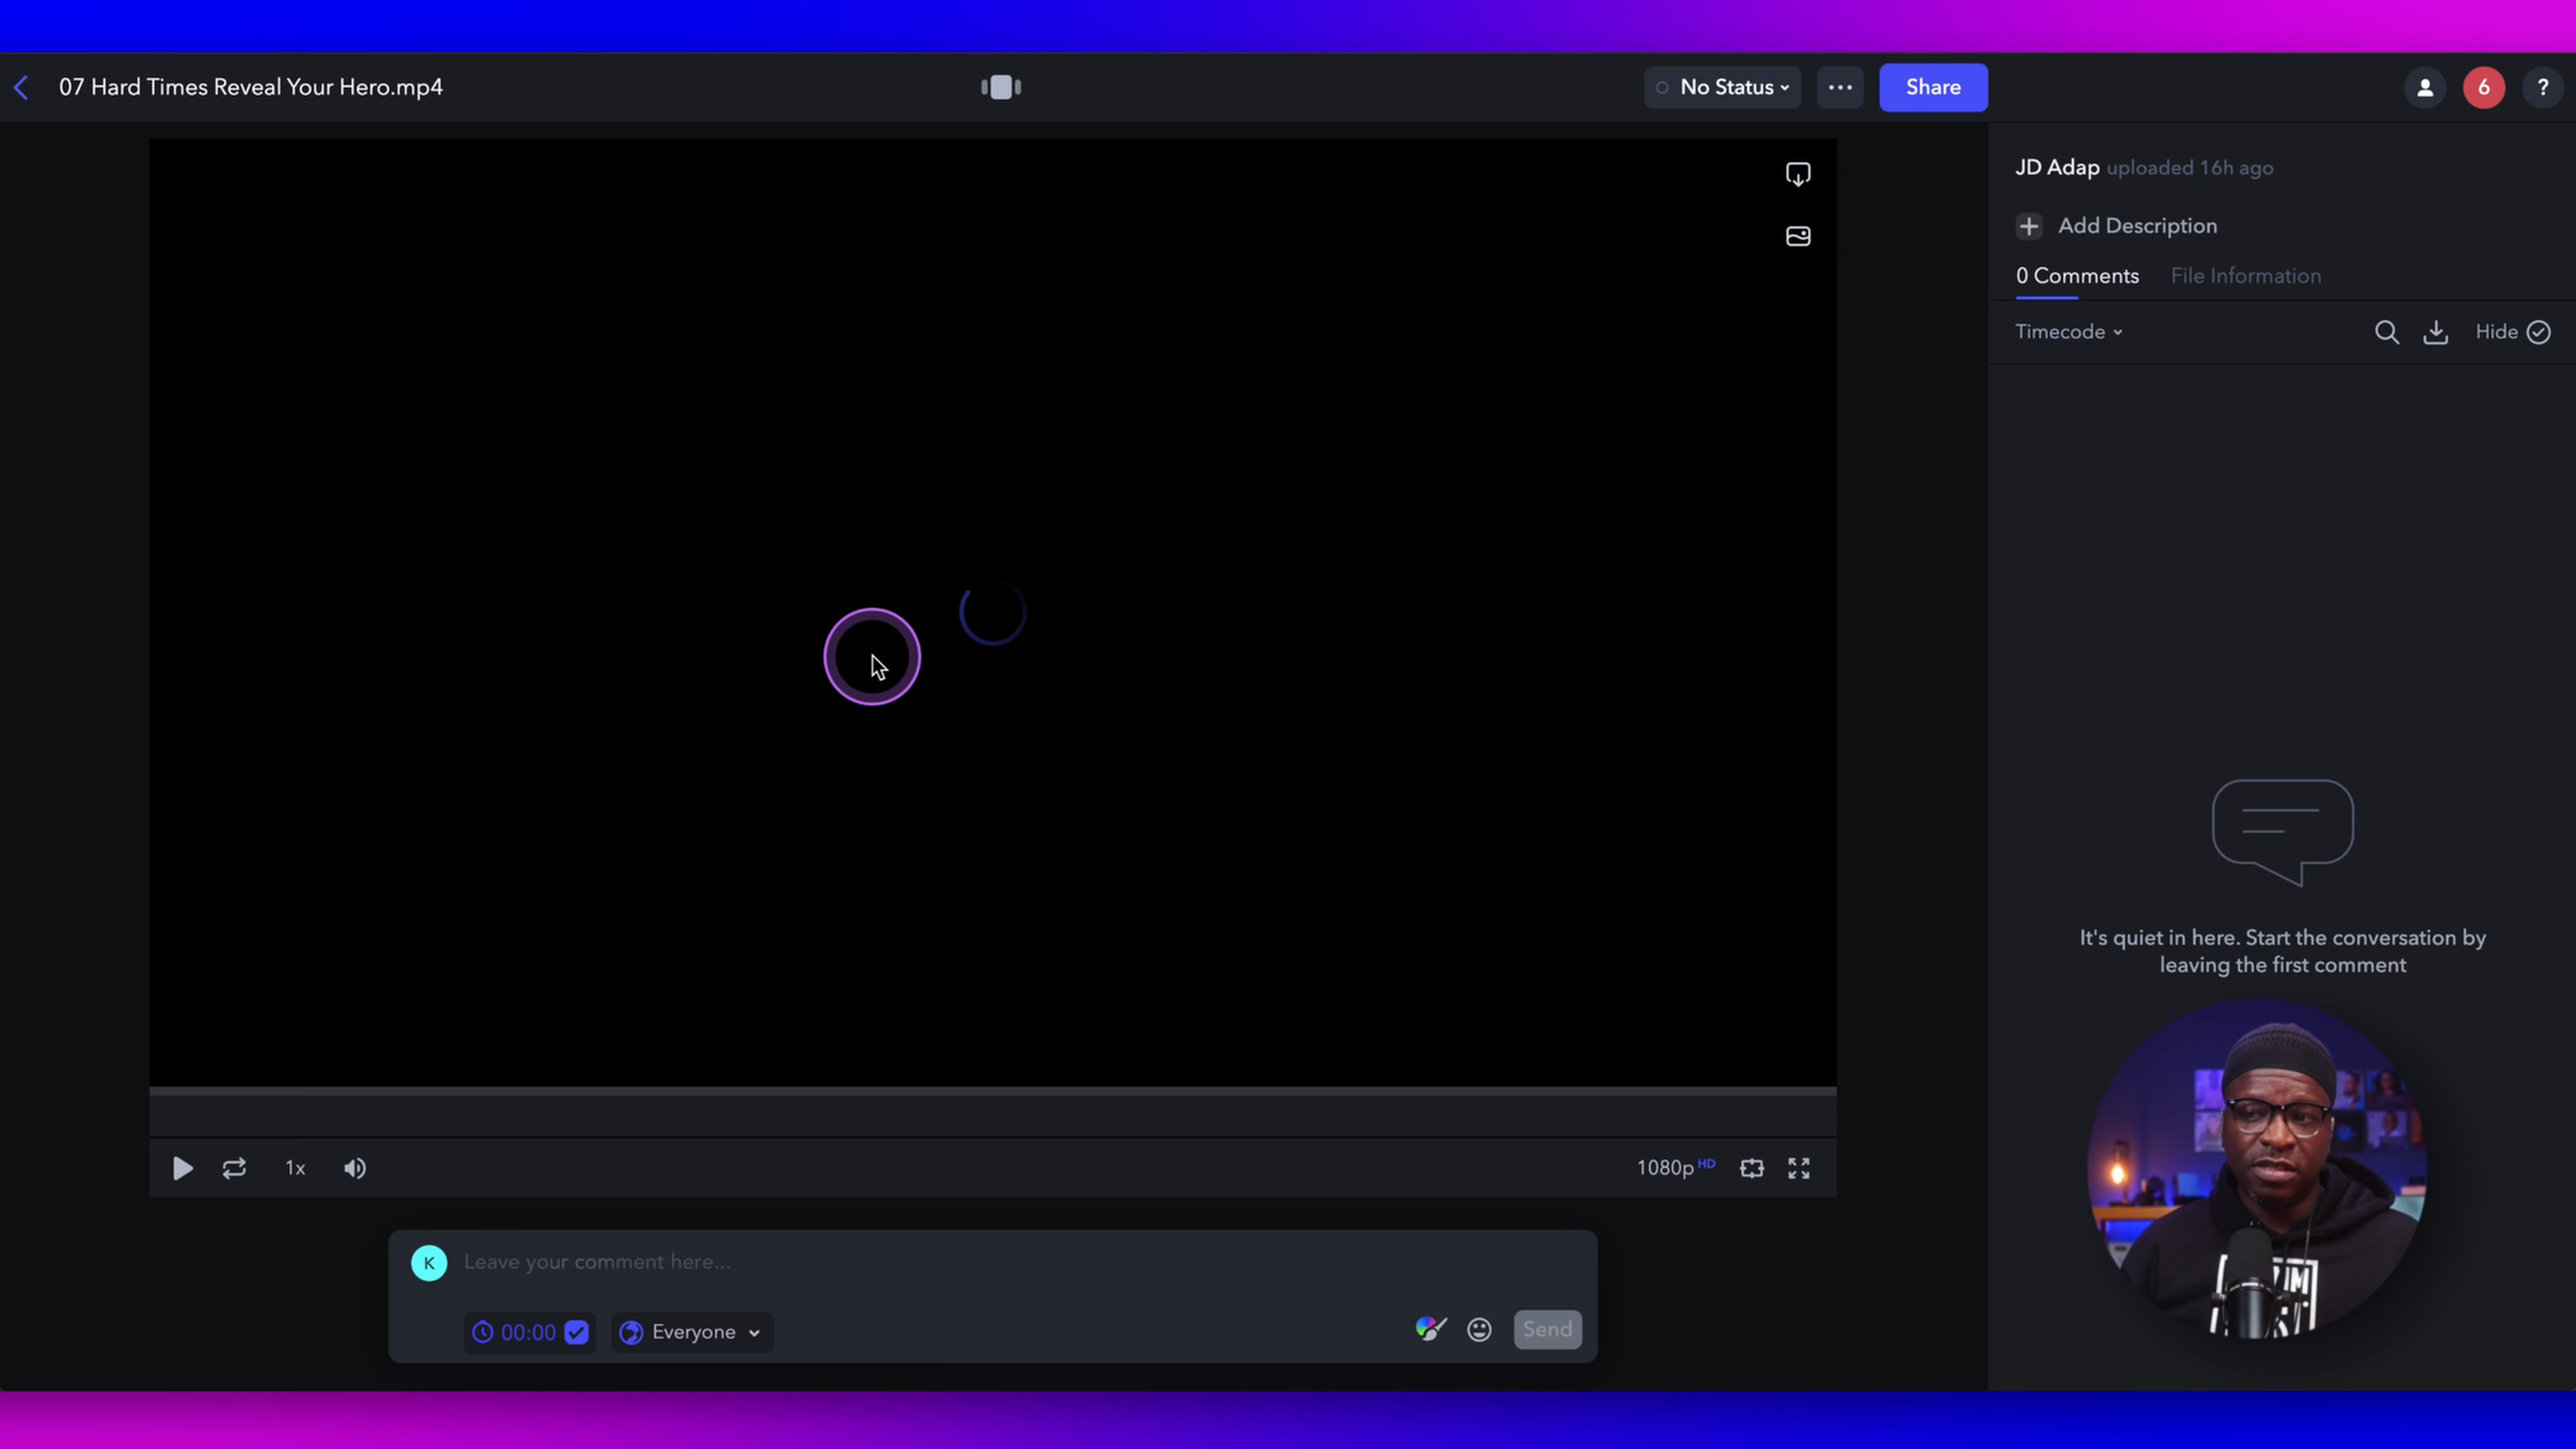 07 Hard Times Reveal Your Hero.mp4
No Status
Share
6
?
JD Adap uploaded 16h ago
Add Description
0 Comments File Information
Timecode
Hide
It's quiet in here. Start the conversation by
leaving the first comment
1x
1080p HD
K
Leave your comment here...
00:00
Everyone
Send